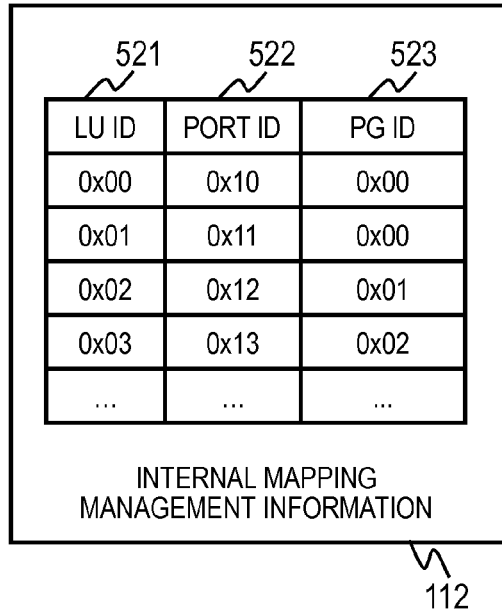 521 522 523
LU ID PORT ID PG ID
0x00 0x10 0x00
0x01 0x11 0x00
0x02 0x12 0x01
0x03 0x13 0x02
... ... ...
INTERNAL MAPPING
MANAGEMENT INFORMATION
112